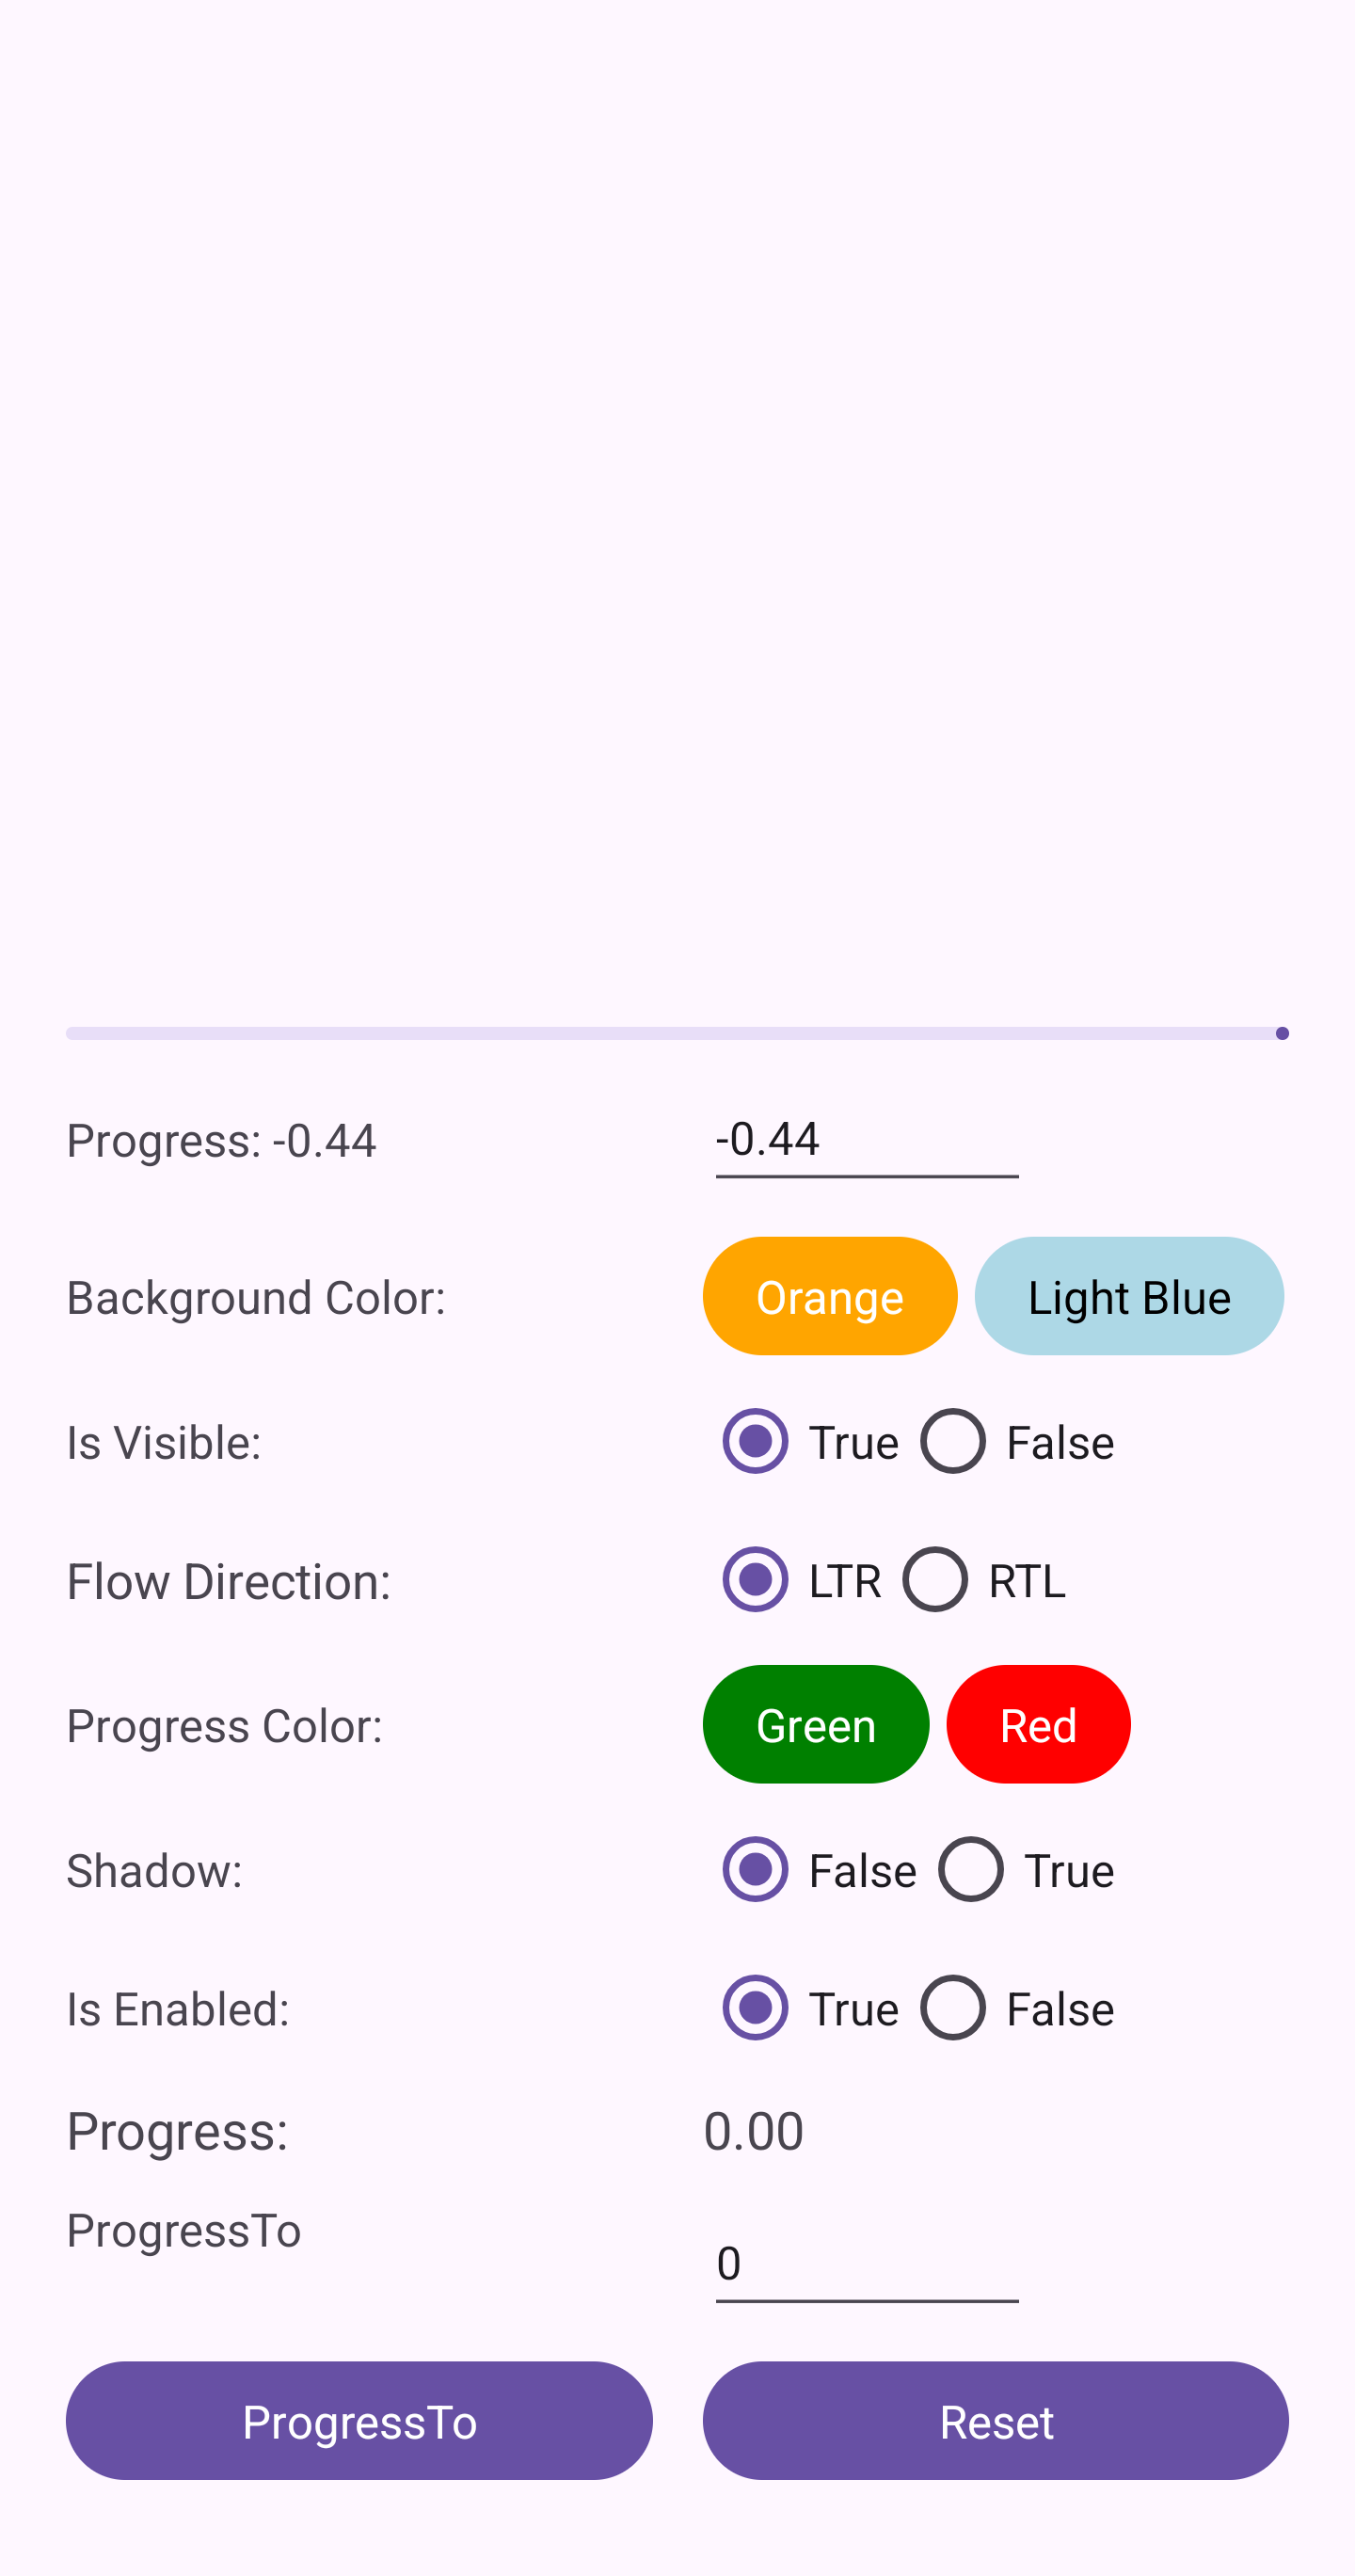 Progress: -0.44 -0.44
Background Color: Orange Light Blue
Is Visible: True False
Flow Direction: LTR RTL
Progress Color: Green Red
Shadow: False True
Is Enabled: True False
Progress: 0.00
ProgressTo
0
ProgressTo Reset